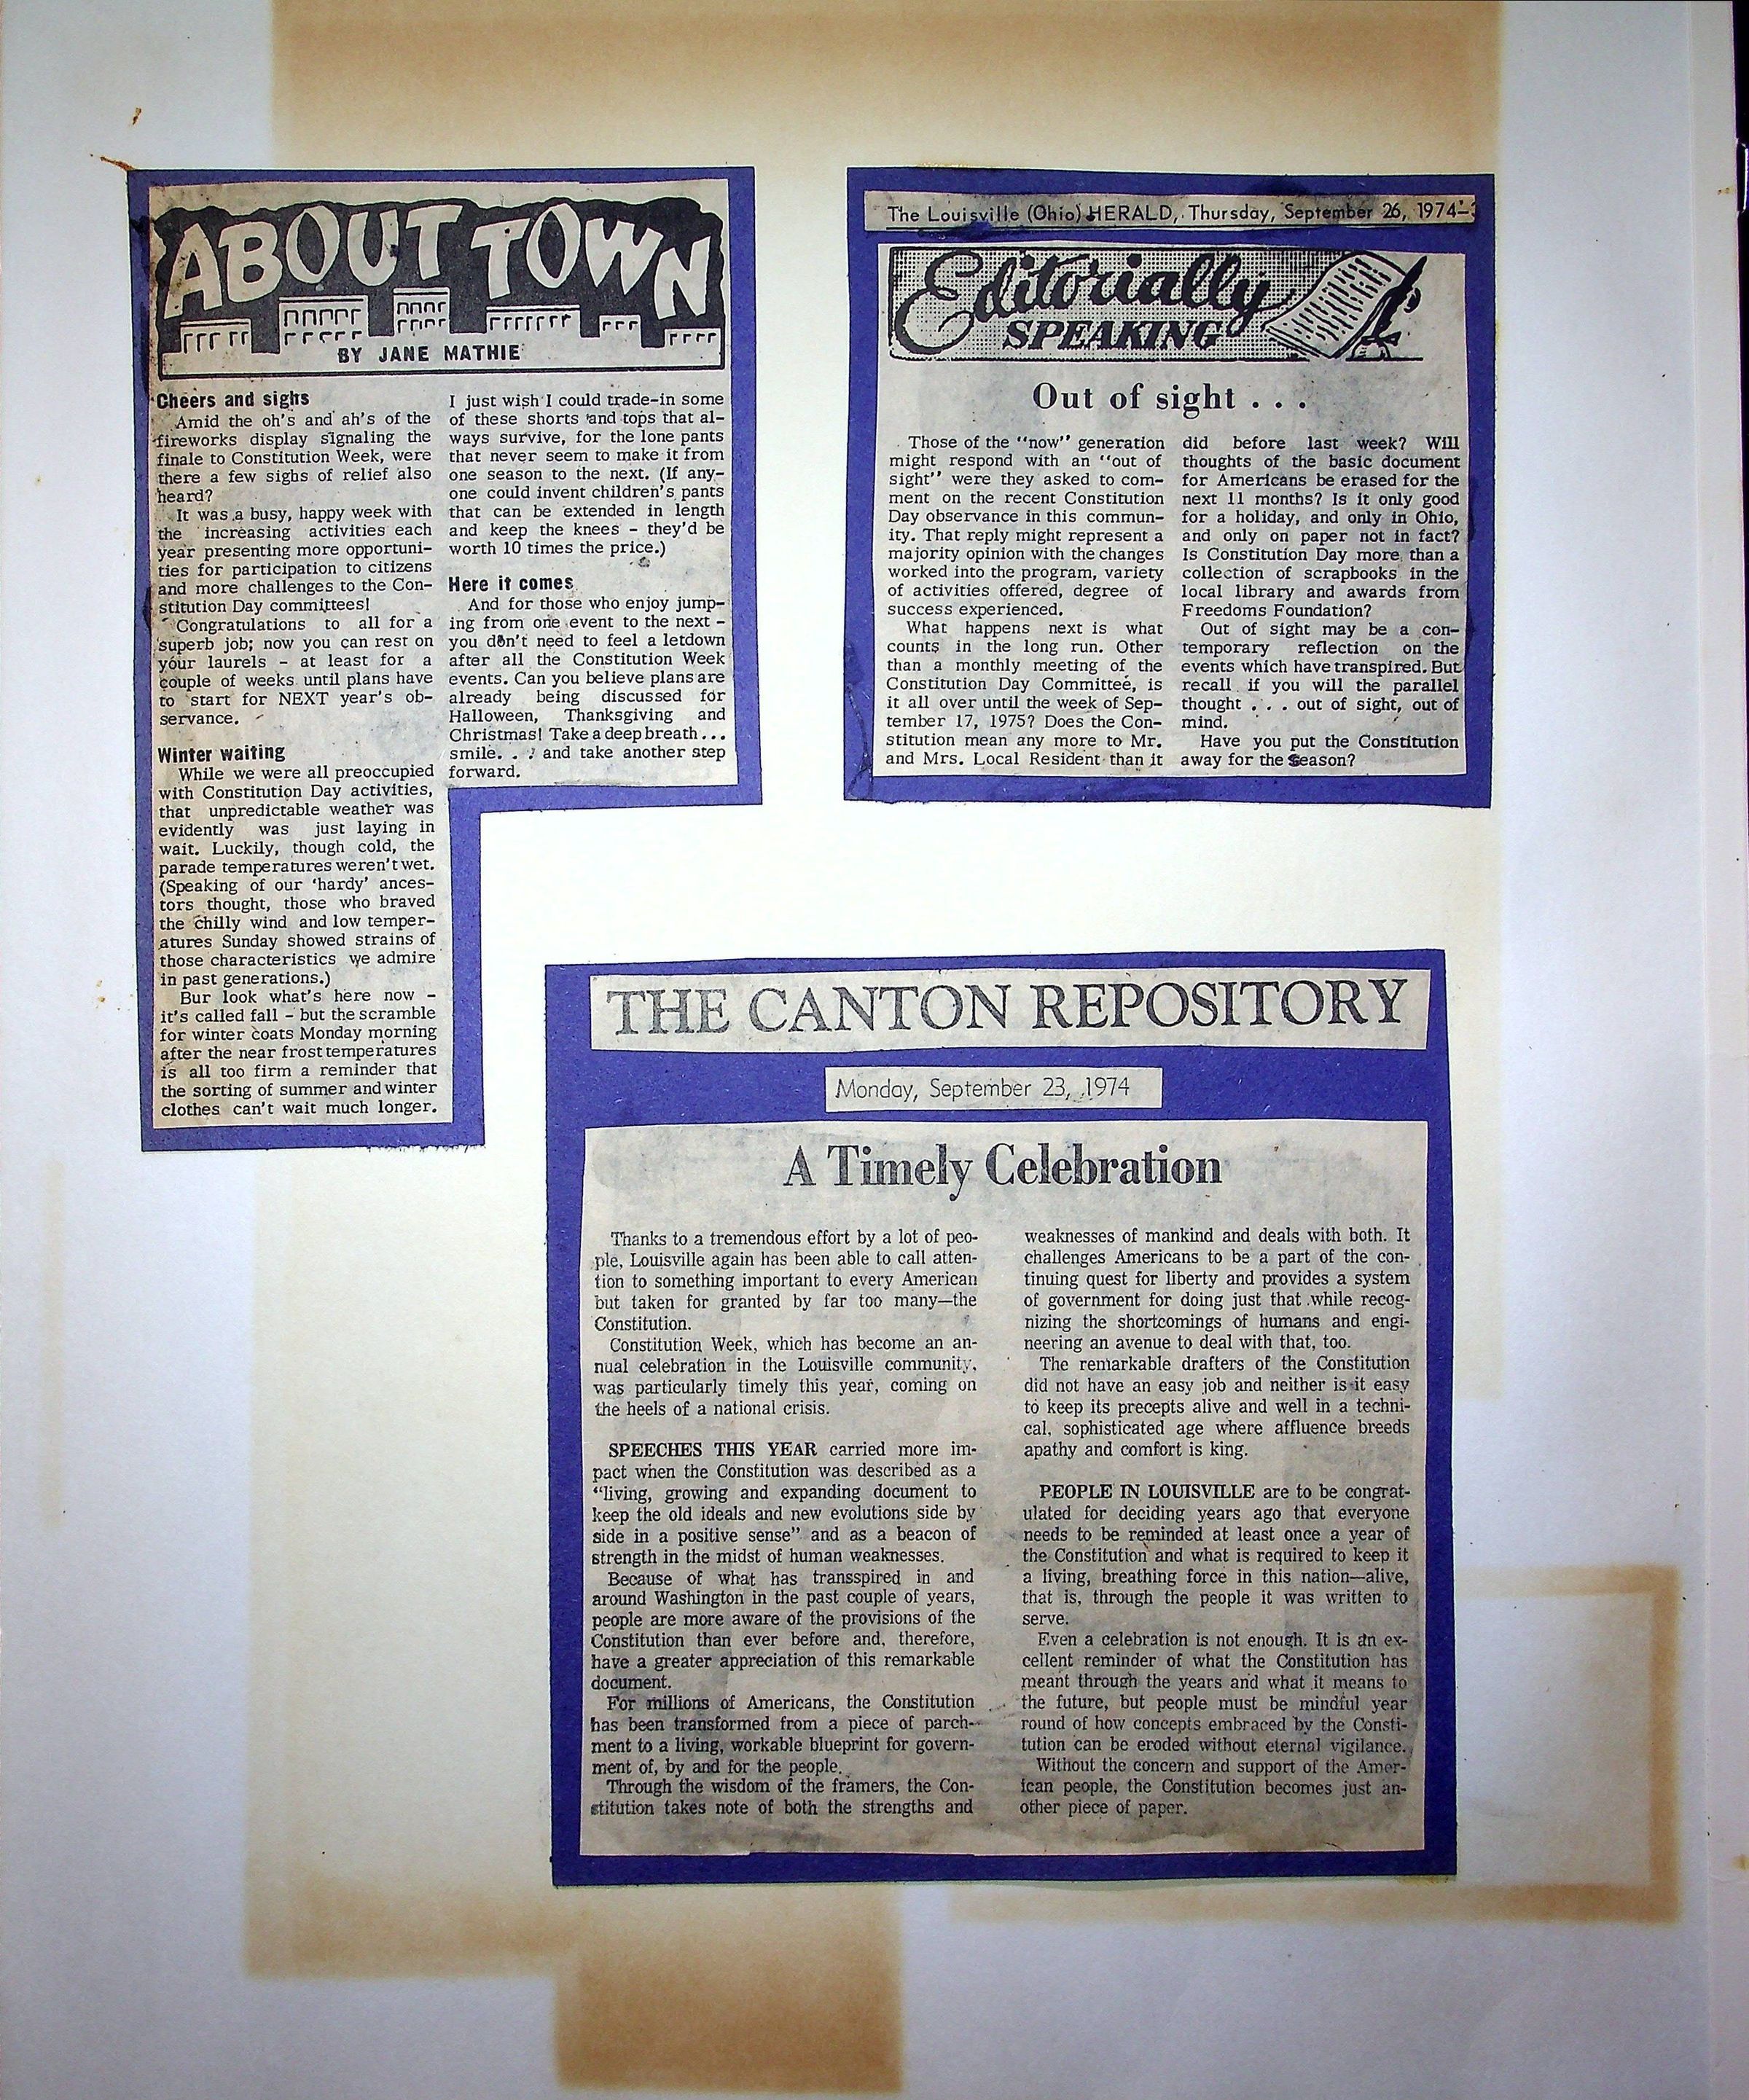 ABOUT TOWN
BY JANE MATHIE
Cheers and sighs
Amid the oh's and ah's of the
fireworks display signaling the
finale to Constitution Week, were
there a few sighs of relief also
heard?
It was a busy, happy week with
the increasing activities each
year presenting more opportuni-
ties for participation to citizens
and more challenges to the Con-
stitution Day committees!
Congratulations to all for a
superb job; now you can rest on
your laurels - at least for a
couple of weeks until plans have
to start for NEXT year's ob-
servance.
Winter waiting
While we were all preoccupied
with Constitution Day activities,
that unpredictable weather was
evidently was just laying in
wait. Luckily, though cold, the
parade temperatures weren't wet.
(Speaking of our 'hardy' ances-
tors thought, those who braved
the chilly wind and low temper-
atures Sunday showed strains of
those characteristics we admire
in past generations.)
Bur look what's here now -
it's called fall - but the scramble
for winter coats Monday morning
after the near frost temperatures
is all too firm a reminder that
the sorting of summer and winter
clothes can't wait much longer.
I just wish I could trade-in some
of these shorts and tops that al-
ways survive, for the lone pants
that never seem to make it from
one season to the next. (If any-
one could invent children's pants
that can be extended in length
and keep the knees - they'd be
worth 10 times the price.)
Here it comes
And for those who enjoy jump-
ing from one event to the next -
you don't need to feel a letdown
after all the Constitution Week
events. Can you believe plans are
already being discussed for
Halloween, Thanksgiving and
Christmas! Take a deep breath...
smile. . . and take another step
forward.
The Louisville (Ohio) HERALD, Thursday, September 26, 1974-
Editorially
SPEAKING
Out of sight . . .
Those of the "now" generation
might respond with an "out of
sight" were they asked to com-
ment on the recent Constitution
Day observance in this commun-
ity. That reply might represent a
majority opinion with the changes
worked into the program, variety
of activities offered, degree of
success experienced.
What happens next is what
counts in the long run. Other
than a monthly meeting of the
Constitution Day Committee, is
it all over until the week of Sep-
tember 17, 1975? Does the Con-
stitution mean any more to Mr.
and Mrs. Local Resident than it
did before last week? Will
thoughts of the basic document
for Americans be erased for the
next 11 months? Is it only good
for a holiday, and only in Ohio,
and only on paper not in fact?
Is Constitution Day more than a
collection of scrapbooks in the
local library and awards from
Freedoms Foundation?
Out of sight may be a con-
temporary reflection on the
events which have transpired. But
recall if you will the parallel
thought . . . out of sight, out of
mind.
Have you put the Constitution
away for the season?
THE CANTON REPOSITORY
Monday, September 23, 1974
A Timely Celebration
Thanks to a tremendous effort by a lot of peo-
ple, Louisville again has been able to call atten-
tion to something important to every American
but taken for granted by far too many—the
Constitution.
Constitution Week, which has become an an-
nual celebration in the Louisville community,
was particularly timely this year, coming on
the heels of a national crisis.
SPEECHES THIS YEAR carried more im-
pact when the Constitution was described as a
"living, growing and expanding document to
keep the old ideals and new evolutions side by
side in a positive sense" and as a beacon of
strength in the midst of human weaknesses.
Because of what has transspired in and
around Washington in the past couple of years,
people are more aware of the provisions of the
Constitution than ever before and, therefore,
have a greater appreciation of this remarkable
document.
For millions of Americans, the Constitution
has been transformed from a piece of parch-
ment to a living, workable blueprint for govern-
ment of, by and for the people.
Through the wisdom of the framers, the Con-
stitution takes note of both the strengths and
weaknesses of mankind and deals with both. It
challenges Americans to be a part of the con-
tinuing quest for liberty and provides a system
of government for doing just that while recog-
nizing the shortcomings of humans and engi-
neering an avenue to deal with that, too.
The remarkable drafters of the Constitution
did not have an easy job and neither is it easy
to keep its precepts alive and well in a techni-
cal, sophisticated age where affluence breeds
apathy and comfort is king.
PEOPLE IN LOUISVILLE are to be congrat-
ulated for deciding years ago that everyone
needs to be reminded at least once a year of
the Constitution and what is required to keep it
a living, breathing force in this nation—alive,
that is, through the people it was written to
serve.
Even a celebration is not enough. It is an ex-
cellent reminder of what the Constitution has
meant through the years and what it means to
the future, but people must be mindful year
round of how concepts embraced by the Consti-
tution can be eroded without eternal vigilance.
Without the concern and support of the Amer-
ican people, the Constitution becomes just an-
other piece of paper.